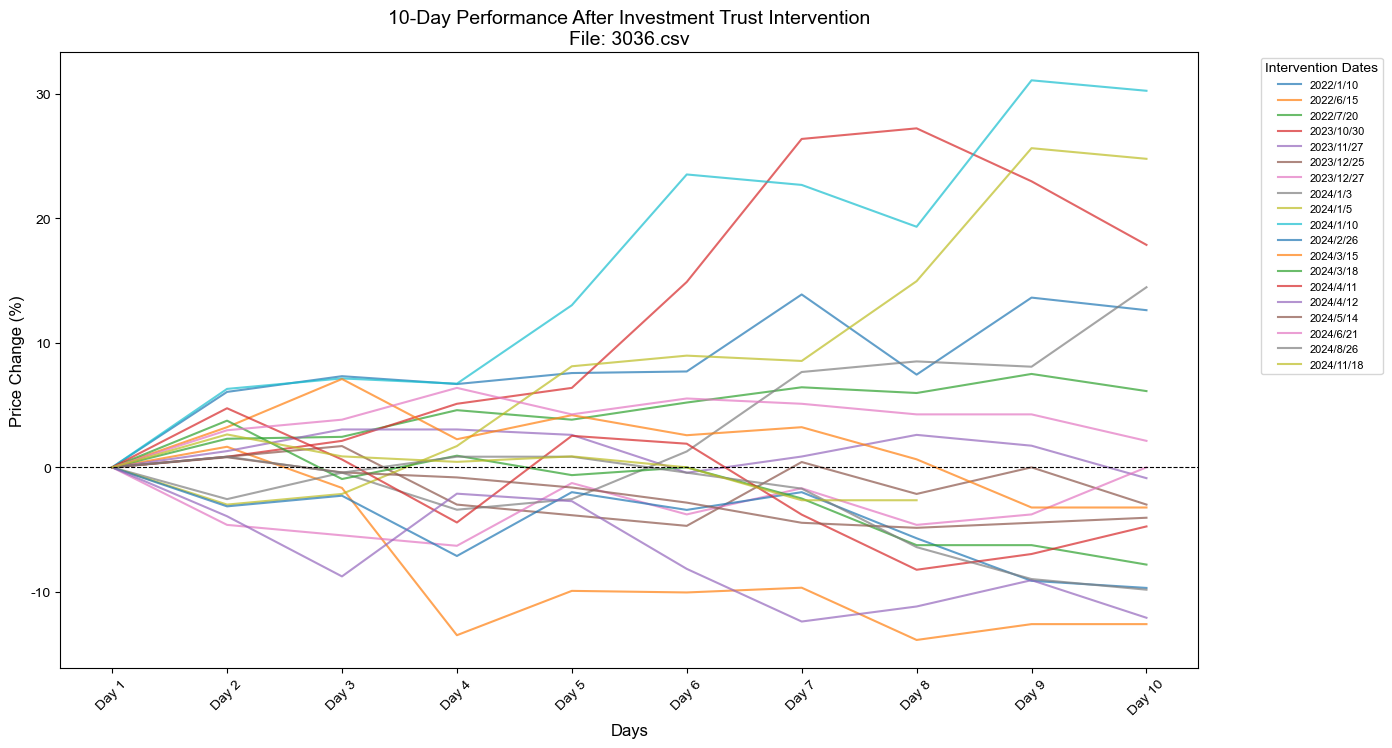 10-Day Performance After Investment Trust Intervention
File: 3036.csv
Price Change (%)
30
20
10
0
-10
Day 1
Day 2
Day 3
Day 4
Day 5
Day 6
Day 7
Day 8
Day 9
Day 10
Days
Intervention Dates
2022/1/10
2022/6/15
2022/7/20
2023/10/30
2023/11/27
2023/12/25
2023/12/27
2024/1/3
2024/1/5
2024/1/10
2024/2/26
2024/3/15
2024/3/18
2024/4/11
2024/4/12
2024/5/14
2024/6/21
2024/8/26
2024/11/18